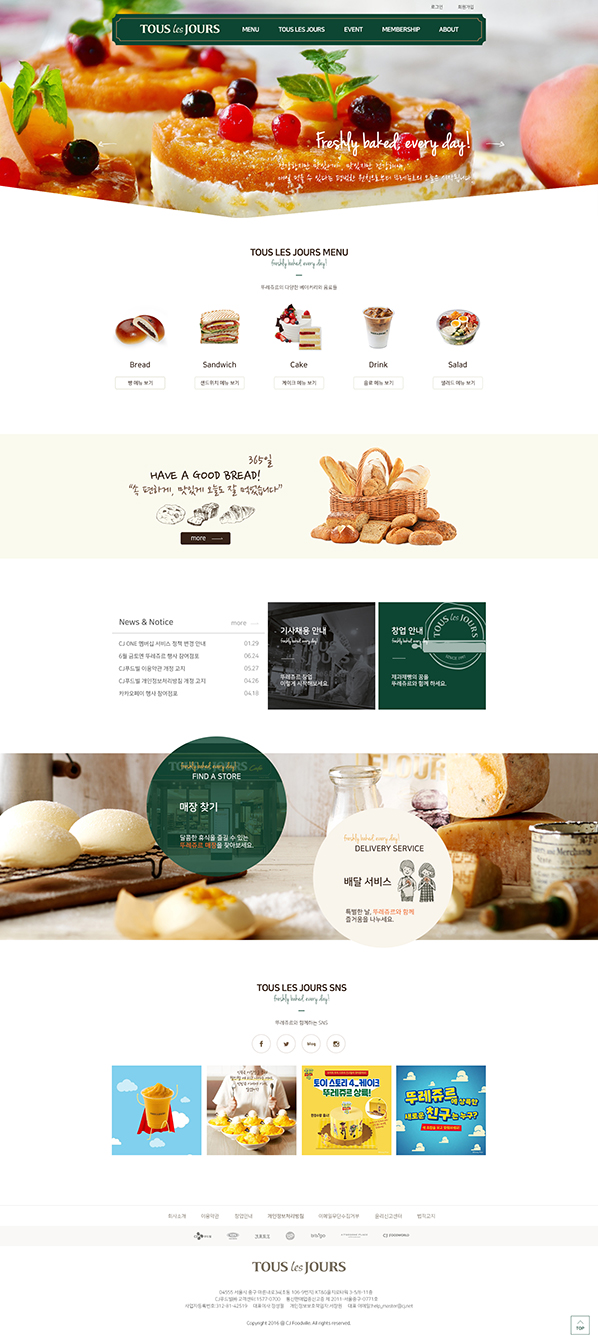 로그인 회원가입
TOUS les JOURS MENU TOUS LES JOURS EVENT MEMBERSHIP ABOUT
Freshly baked, every day!
TOUS LES JOURS MENU
freshly baked, every day!
뚜레쥬르의 다양한 베이커리와 음료들
Bread Sandwich Cake Drink Salad
빵 메뉴 보기 샌드위치 메뉴 보기 케이크 메뉴 보기 음료 메뉴 보기 샐러드 메뉴 보기
365일
HAVE A GOOD BREAD!
“속 편하게, 맛있게 오늘도 잘 먹었습니다”
more
News & Notice more
CJ ONE 멤버십 서비스 정책 변경 안내 01.29
6월 금토엔 뚜레쥬르 행사 참여점포 06.24
CJ푸드빌 이용약관 개정 고지 05.27
CJ푸드빌 개인정보처리방침 개정 고지 04.26
카카오페이 행사 참여점포 04.18
기사채용 안내
freshly baked, every day!
뚜레쥬르 창업
이렇게 시작해보세요.
창업 안내
freshly baked, every day!
TOUS les JOURS
제과제빵의 꿈을
뚜레쥬르와 함께 하세요.
freshly baked, every day!
FIND A STORE
매장 찾기
달콤한 휴식을 즐길 수 있는
뚜레쥬르 매장을 찾아보세요.
FLOUR
freshly baked, every day!
DELIVERY SERVICE
배달 서비스
특별한 날, 뚜레쥬르와 함께
즐거움을 나누세요.
TOUS LES JOURS SNS
freshly baked, every day!
뚜레쥬르와 함께하는 SNS
blog
토이 스토리 4_케이크
뚜레쥬르 상륙!
뚜레쥬르에 상륙한
새로운 친구는 누구?
회사소개 이용약관 창업안내 개인정보처리방침 이메일무단수집거부 윤리신고센터 법적고지
TOUS les JOURS
Copyright 2016 @ CJ Foodville. All rights reserved.
TOP